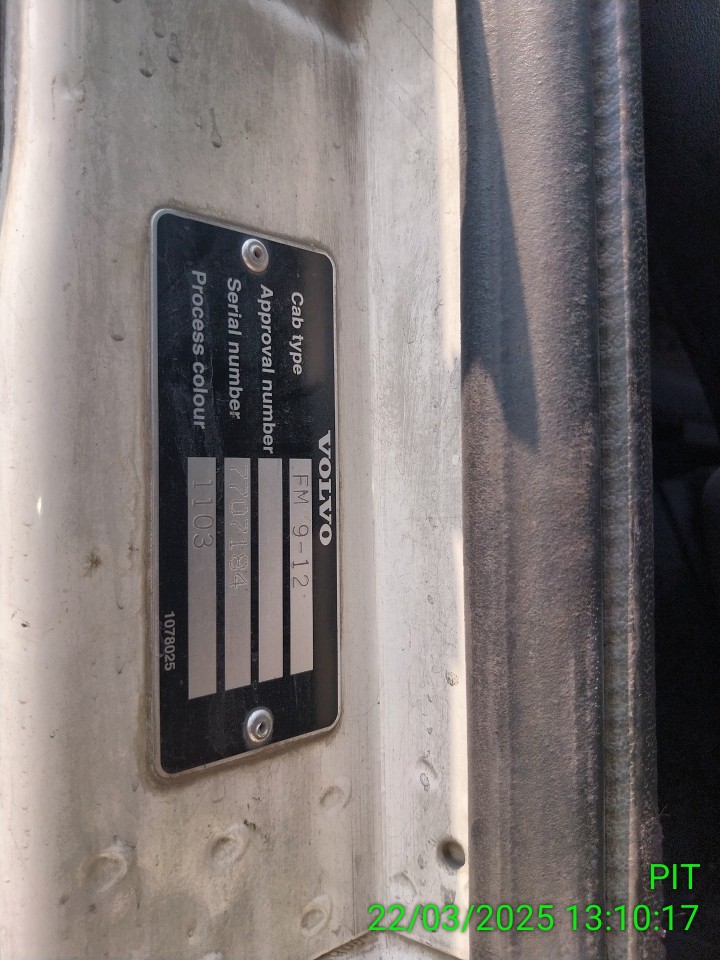 VOLVO
Cab type FM 9-12
Approval number
Serial number 7707184
Process colour 1103
1078025
PIT
22/03/2025 13:10:17